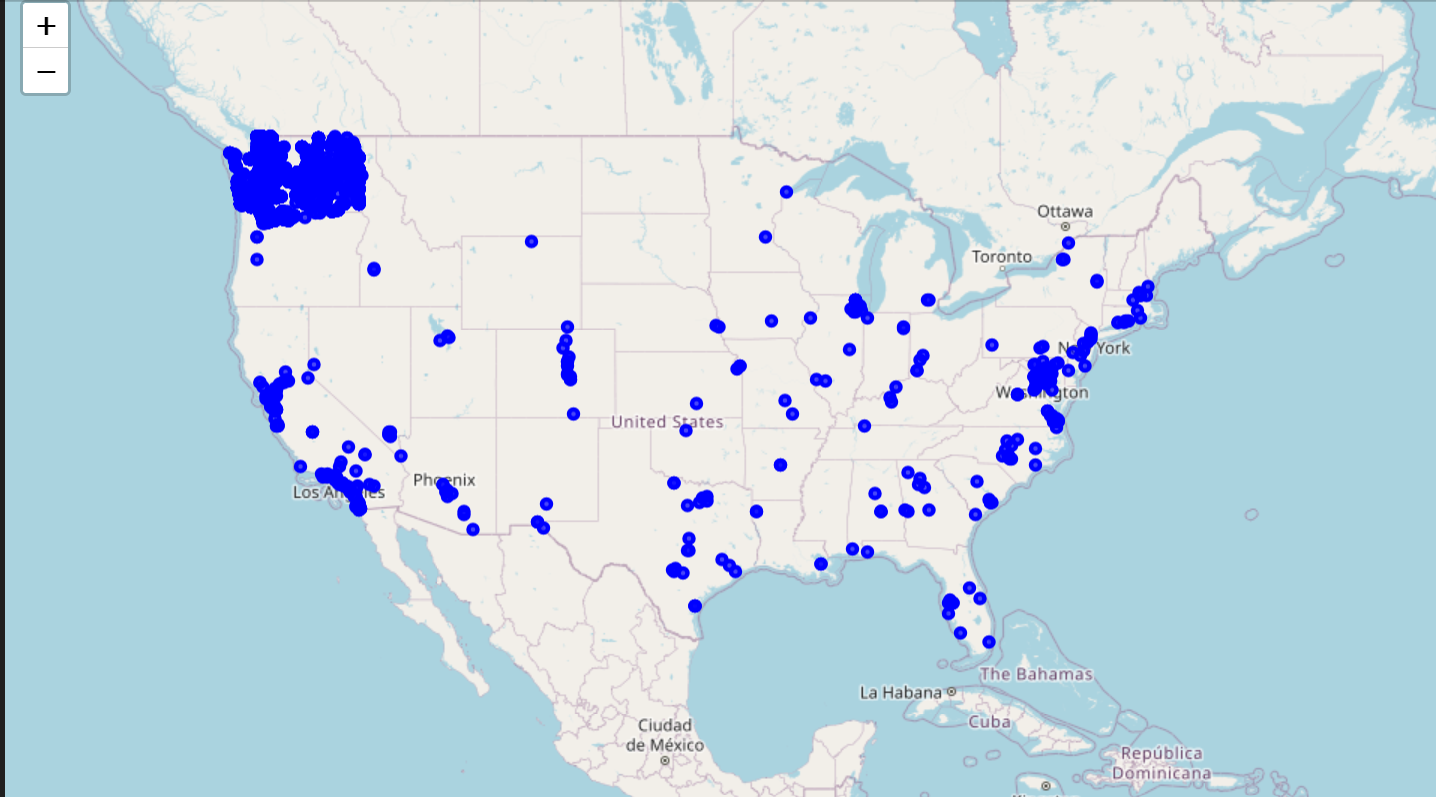 +
−
Ottawa
Toronto
New York
Washington
United States
Phoenix
Los Angeles
The Bahamas
La Habana
Cuba
Ciudad
de México
República
Dominicana